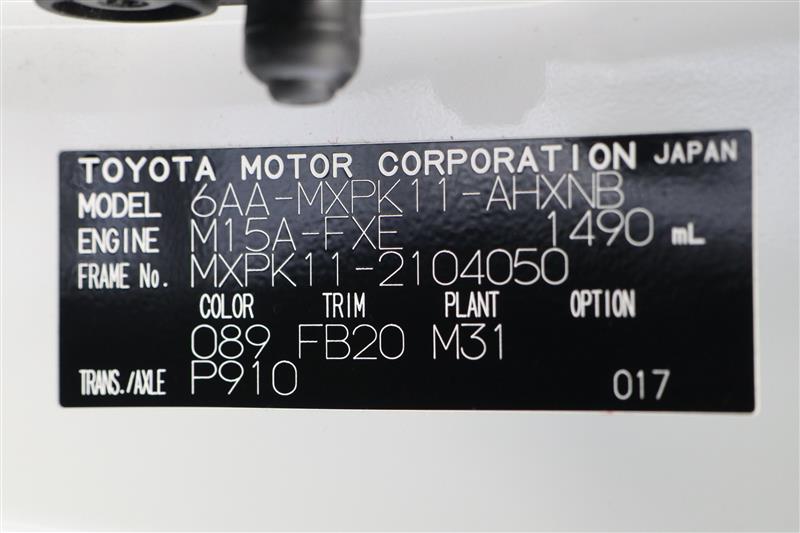 TOYOTA MOTOR CORPORATION JAPAN
MODEL 6AA-MXPK11-AHXNB
ENGINE M15A-FXE 1490 mL
FRAME No. MXPK11-2104050
COLOR TRIM PLANT OPTION
089 FB20 M31
TRANS./AXLE P910 017